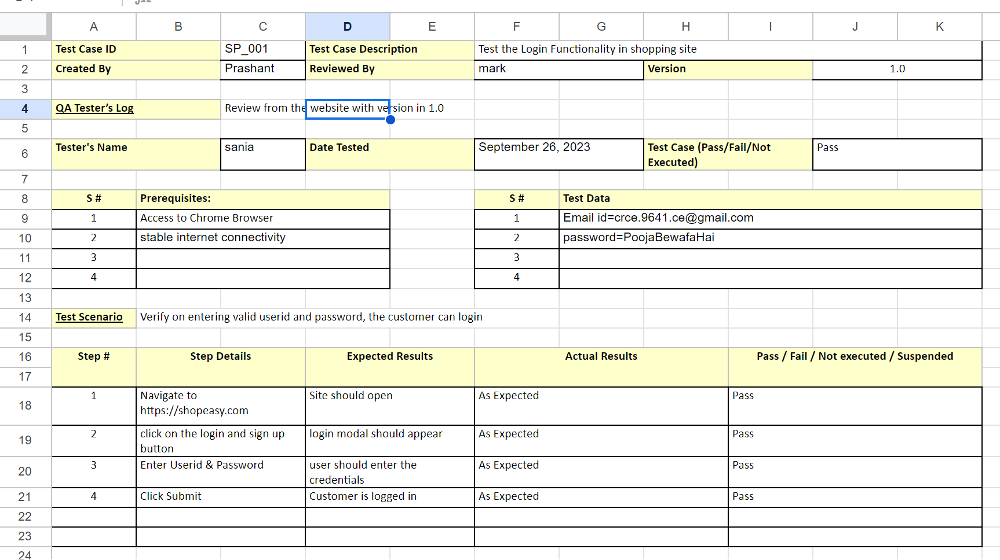 A B C D E F G H I J K
1 Test Case ID SP_001 Test Case Description Test the Login Functionality in shopping site
2 Created By Prashant Reviewed By mark Version 1.0
3
4 QA Tester’s Log Review from the website with version in 1.0
5
6 Tester's Name sania Date Tested September 26, 2023 Test Case (Pass/Fail/Not Pass
Executed)
7
8 S # Prerequisites: S # Test Data
9 1 Access to Chrome Browser 1 Email id=crce.9641.ce@gmail.com
10 2 stable internet connectivity 2 password=PoojaBewafaHai
11 3 3
12 4 4
13
14 Test Scenario Verify on entering valid userid and password, the customer can login
15
16 Step # Step Details Expected Results Actual Results Pass / Fail / Not executed / Suspended
17
18 1 Navigate to Site should open As Expected Pass
https://shopeasy.com
19 2 click on the login and sign up login modal should appear As Expected Pass
button
20 3 Enter Userid & Password user should enter the As Expected Pass
credentials
21 4 Click Submit Customer is logged in As Expected Pass
22
23
24